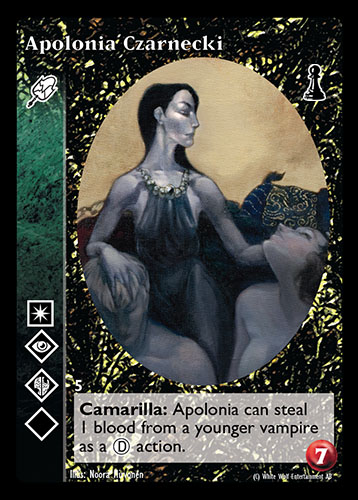 Apolonia Czarnecki
5
Camarilla: Apolonia can steal
1 blood from a younger vampire
as a Ⓓ action.
7
Illus: Noora Hirvonen
(C) White Wolf Entertainment AB